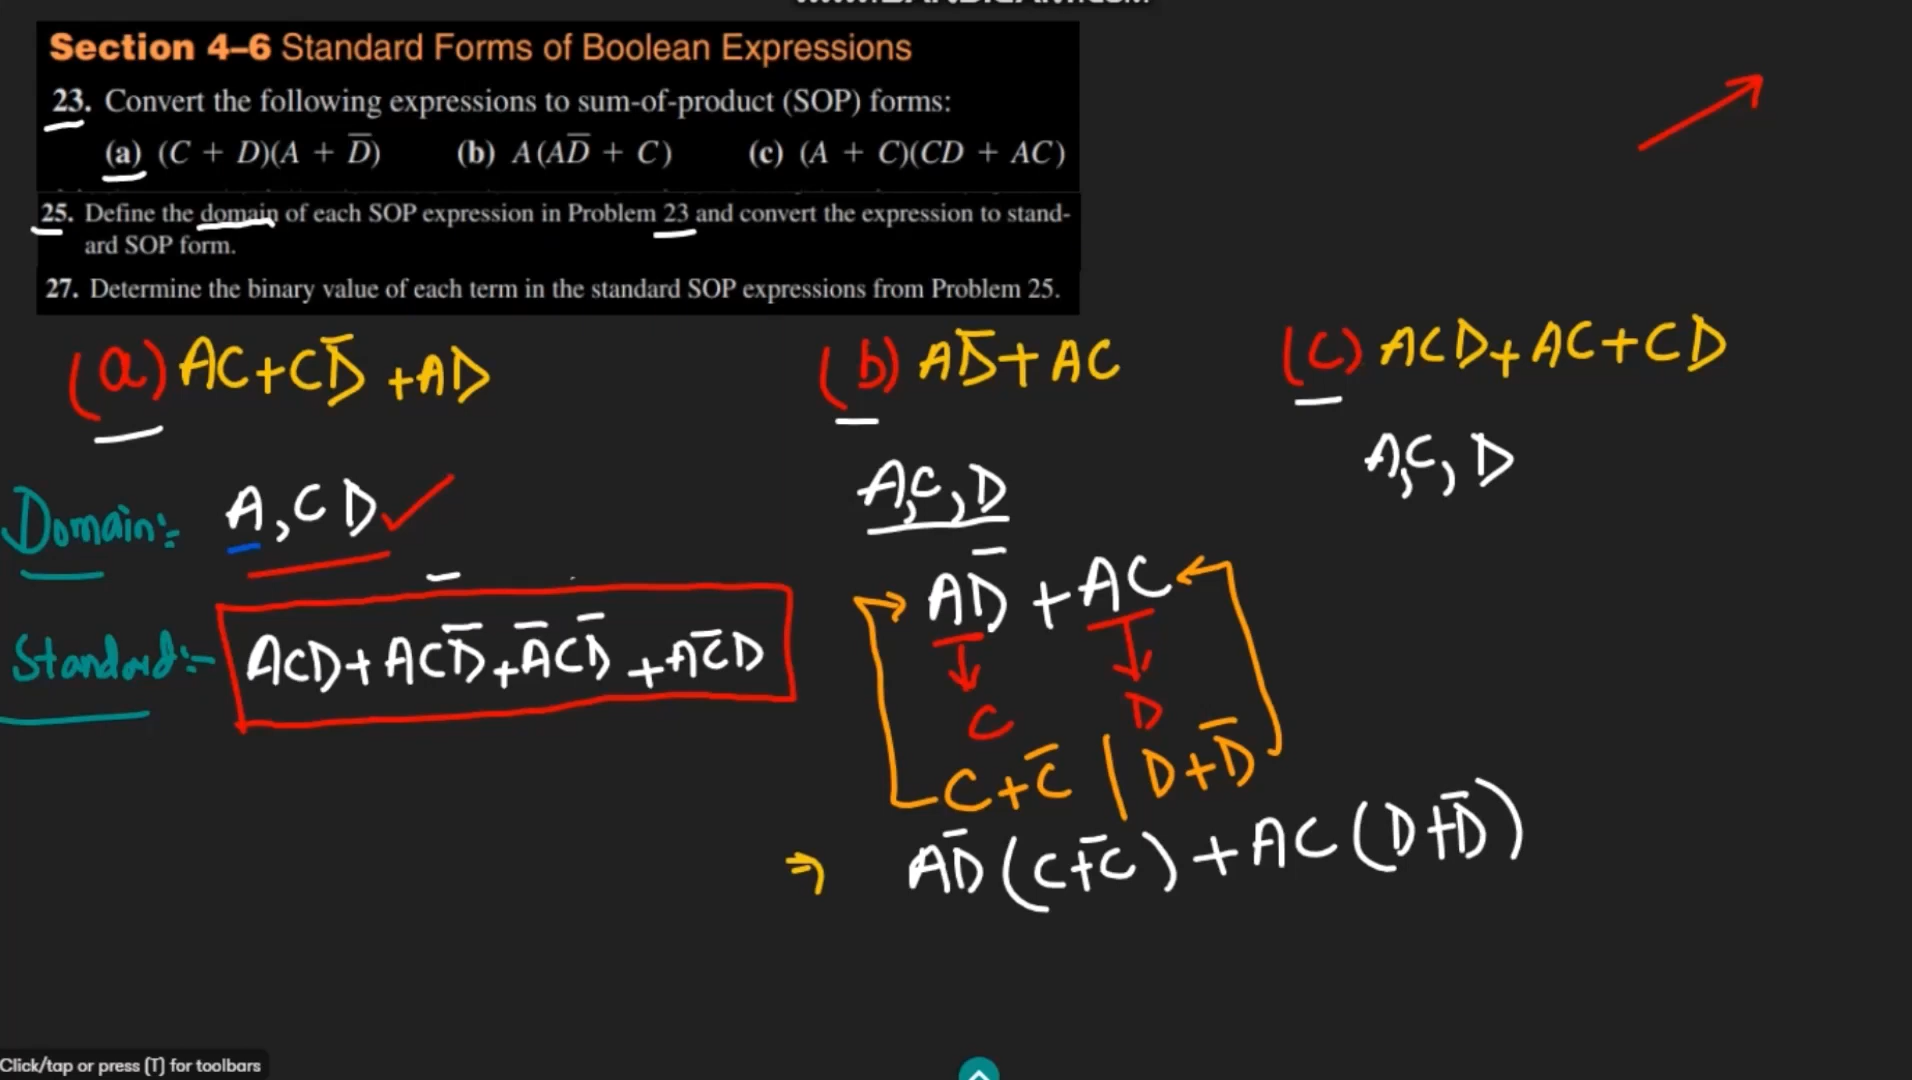 Section 4–6 Standard Forms of Boolean Expressions
23. Convert the following expressions to sum-of-product (SOP) forms:
(a) (C + D)(A + D̅) (b) A(AD̅ + C) (c) (A + C)(CD + AC)
25. Define the domain of each SOP expression in Problem 23 and convert the expression to stand-
ard SOP form.
27. Determine the binary value of each term in the standard SOP expressions from Problem 25.
(a) AC+CD̅ +AD
(b) AD̅+AC
(c) ACD+AC+CD
Domain:- A,C D
A,C,D
A,C,D
Standard:- ACD+ACD̅+A̅CD̅+AC̅D
AD̅+AC
C D
C+C̅ | D+D̅
⇒ AD̅(C+C̅)+AC(D+D̅)
Click/tap or press (T) for toolbars